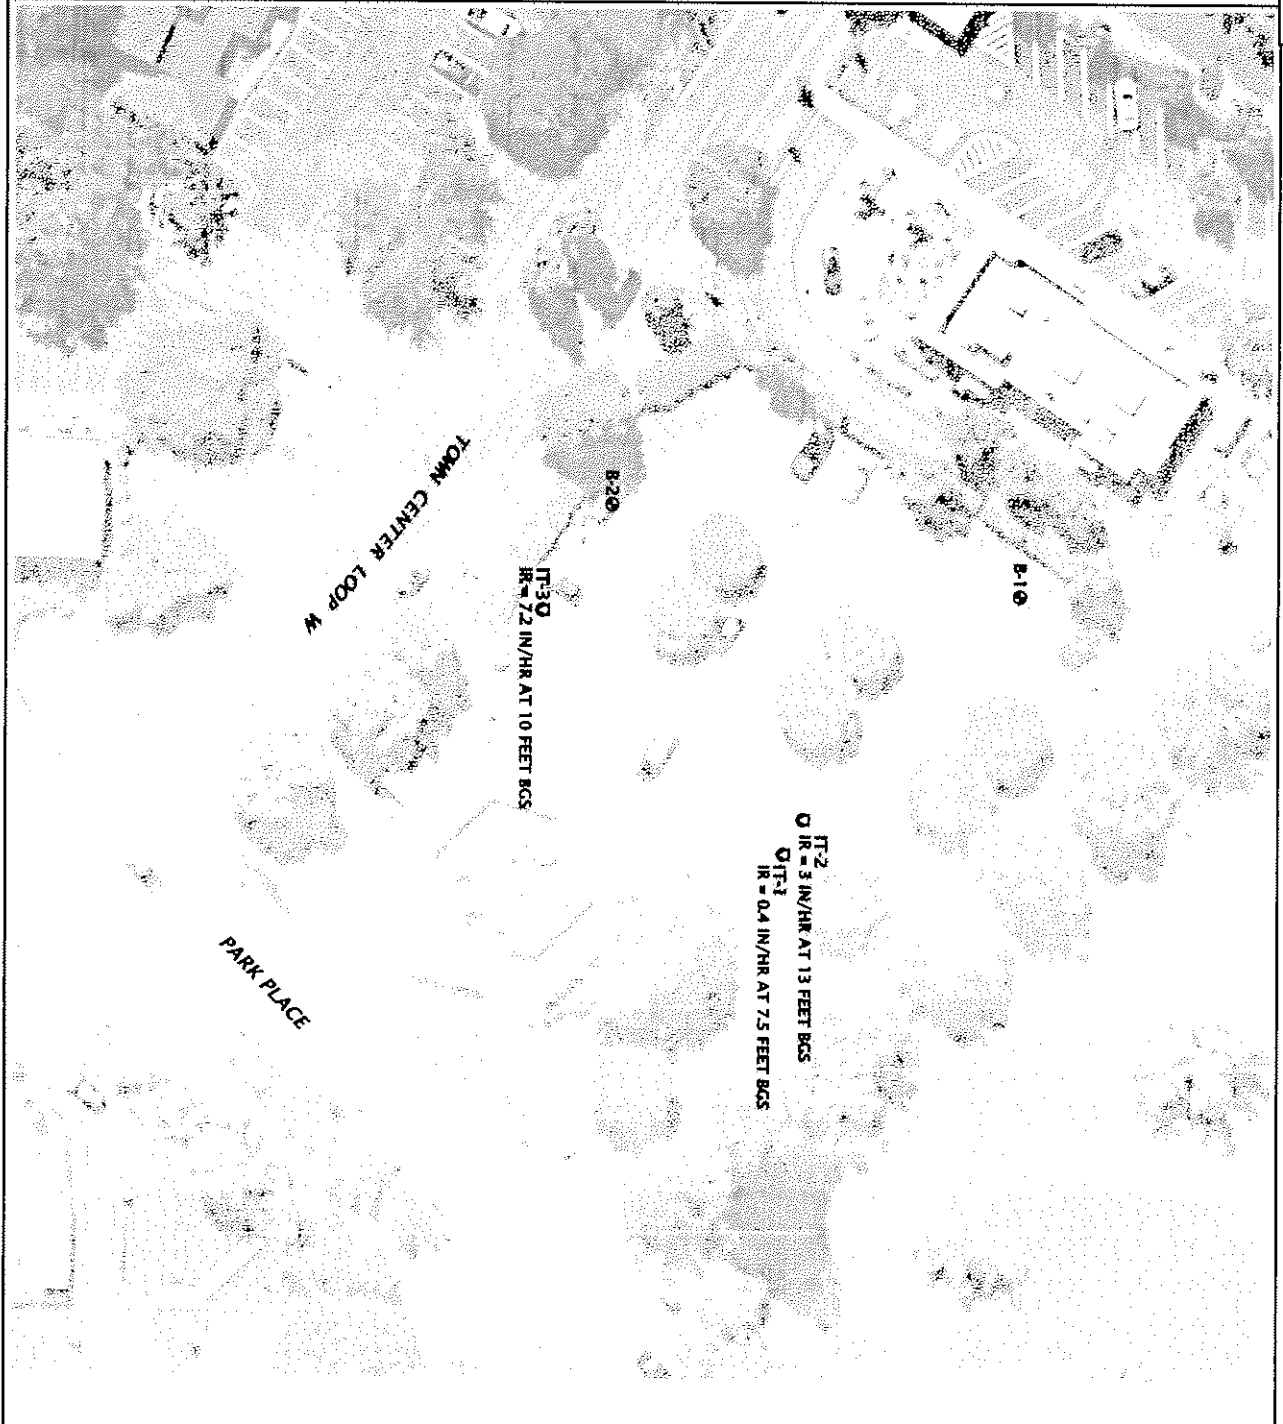 TOWN CENTER LOOP W
B-2
B-1
IT-3
IR = 7.2 IN/HR AT 10 FEET BGS
IT-2
IR = 3 IN/HR AT 13 FEET BGS
IT-1
IR = 0.4 IN/HR AT 7.5 FEET BGS
PARK PLACE